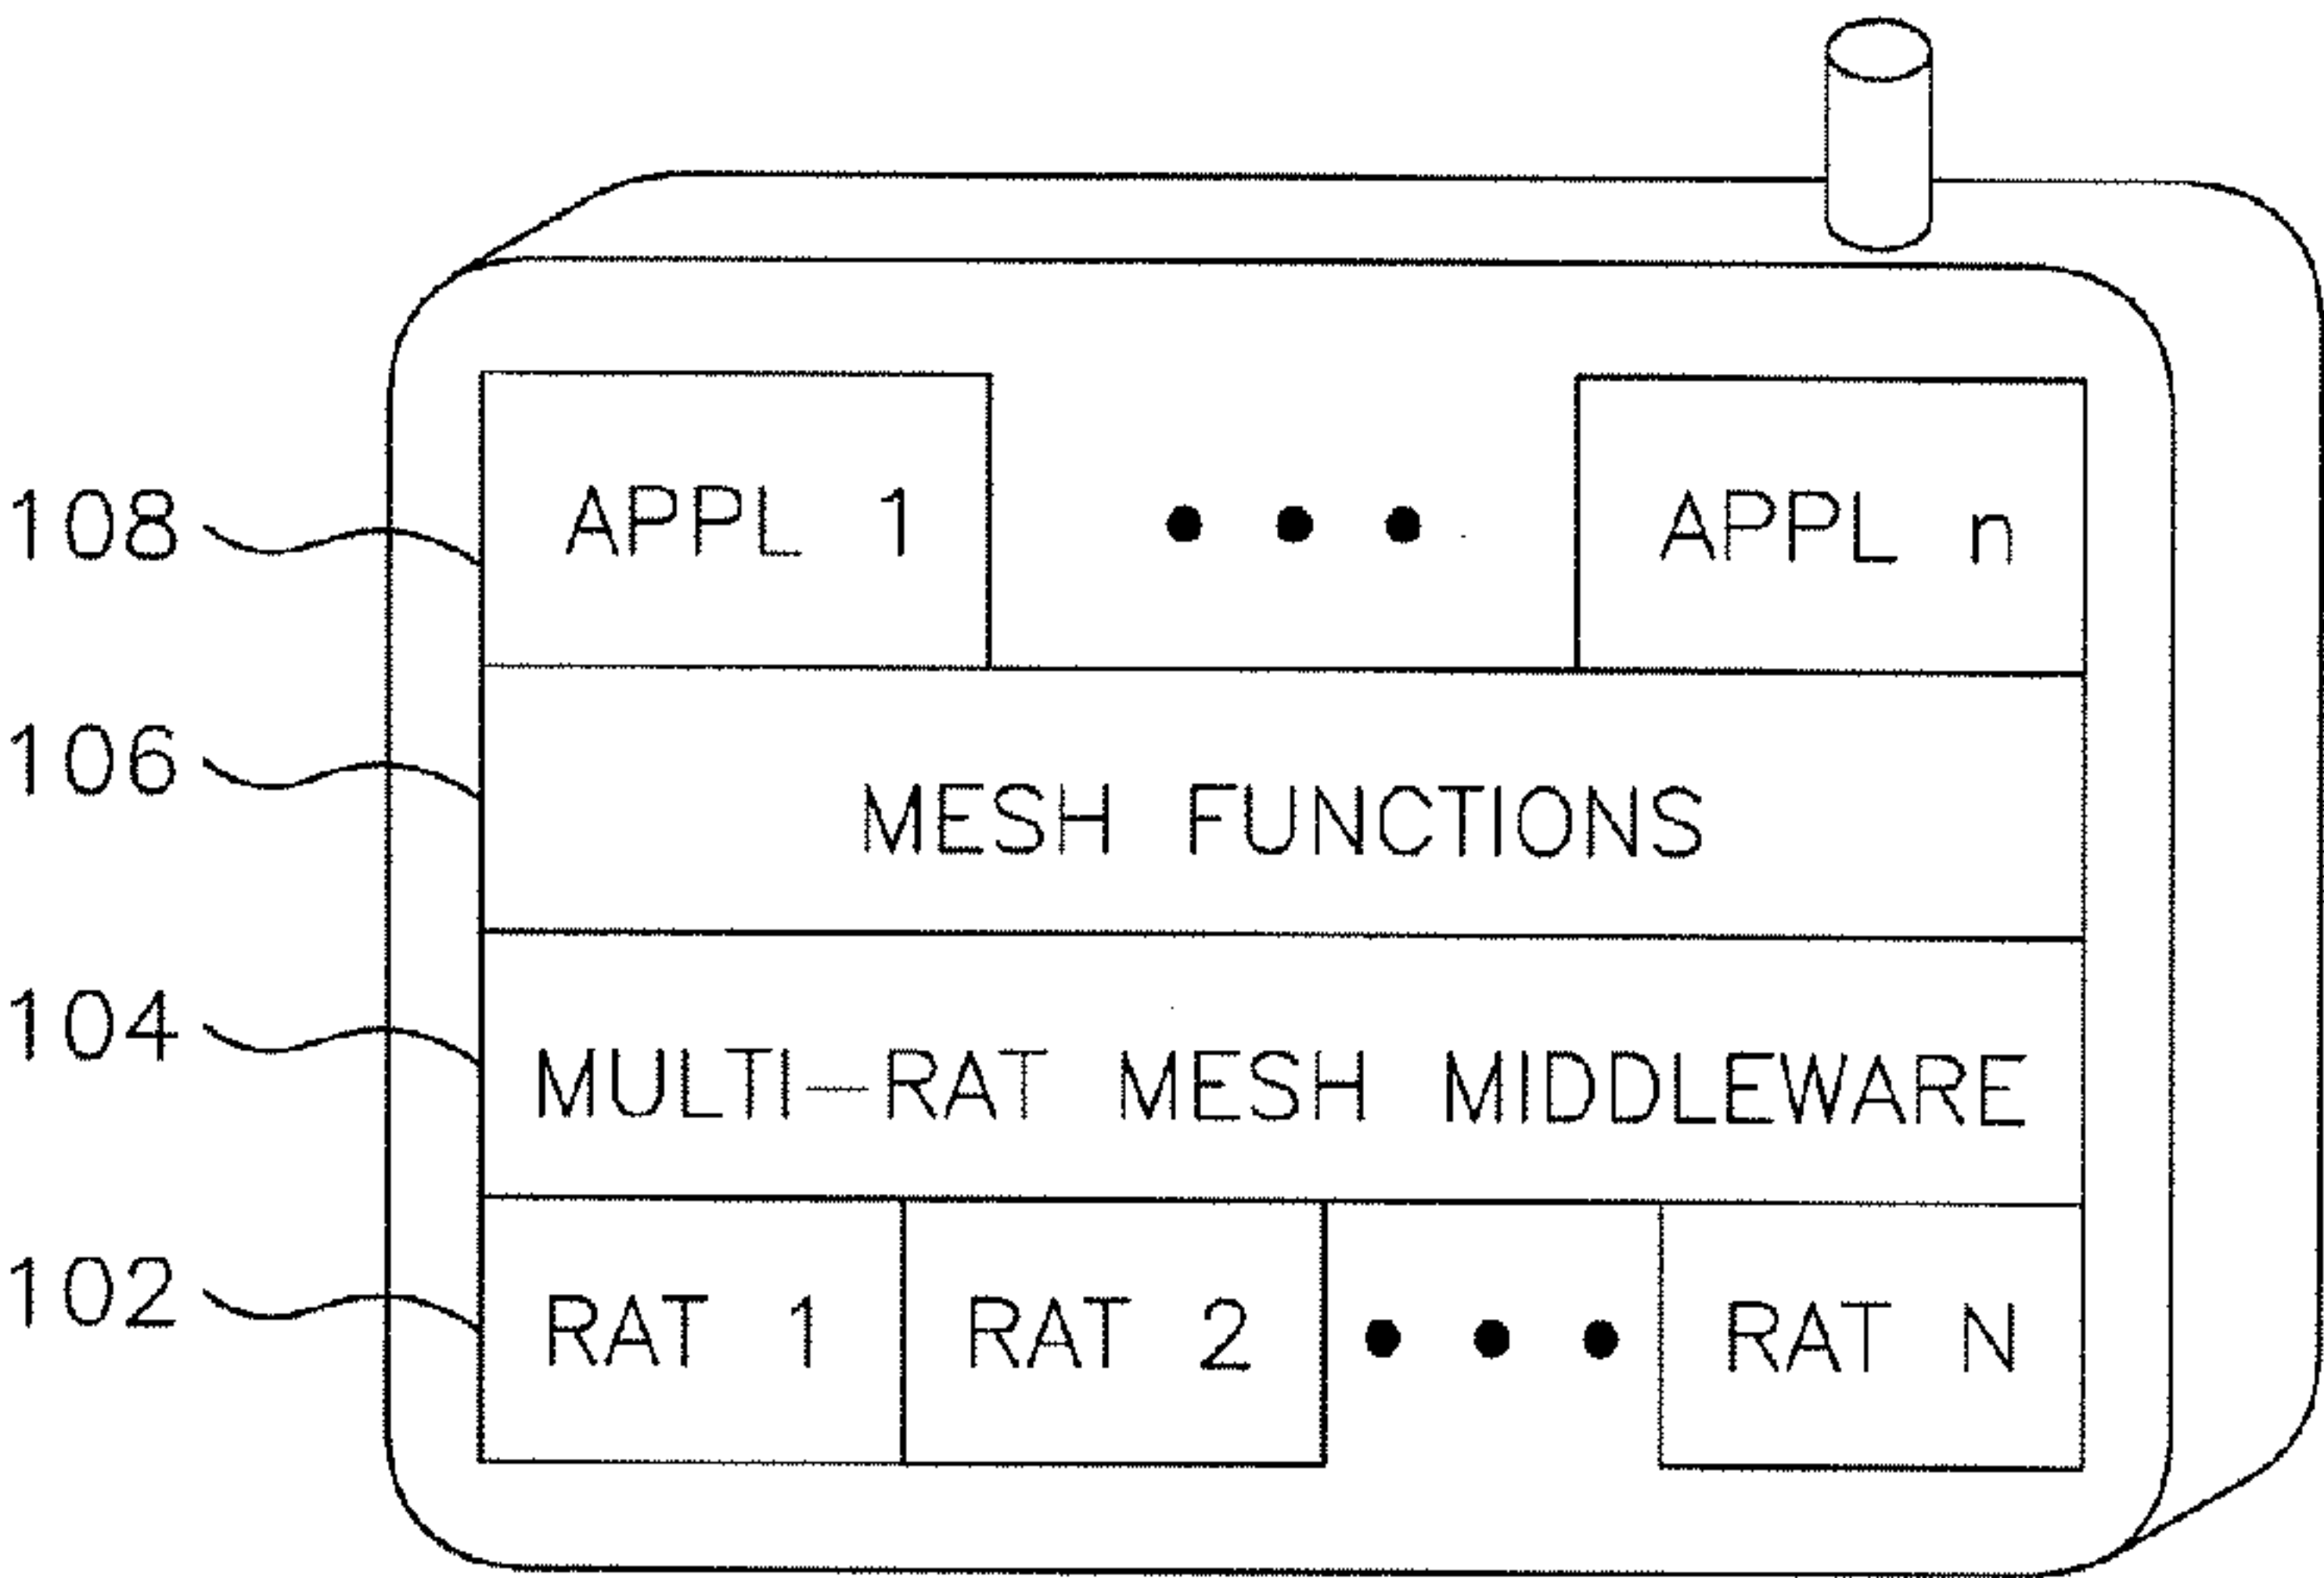 108 APPL 1 • • • APPL n
106 MESH FUNCTIONS
104 MULTI-RAT MESH MIDDLEWARE
102 RAT 1 RAT 2 • • • RAT N